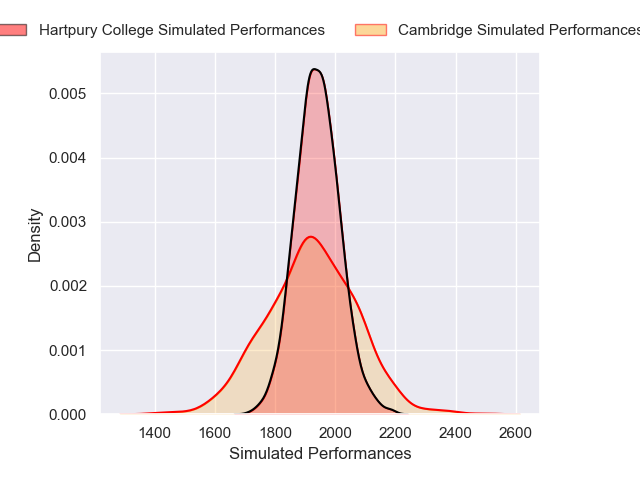 Hartpury College Simulated Performances Cambridge Simulated Performances
0.005
0.004
0.003
0.002
0.001
0.000
Density
1400 1600 1800 2000 2200 2400 2600
Simulated Performances